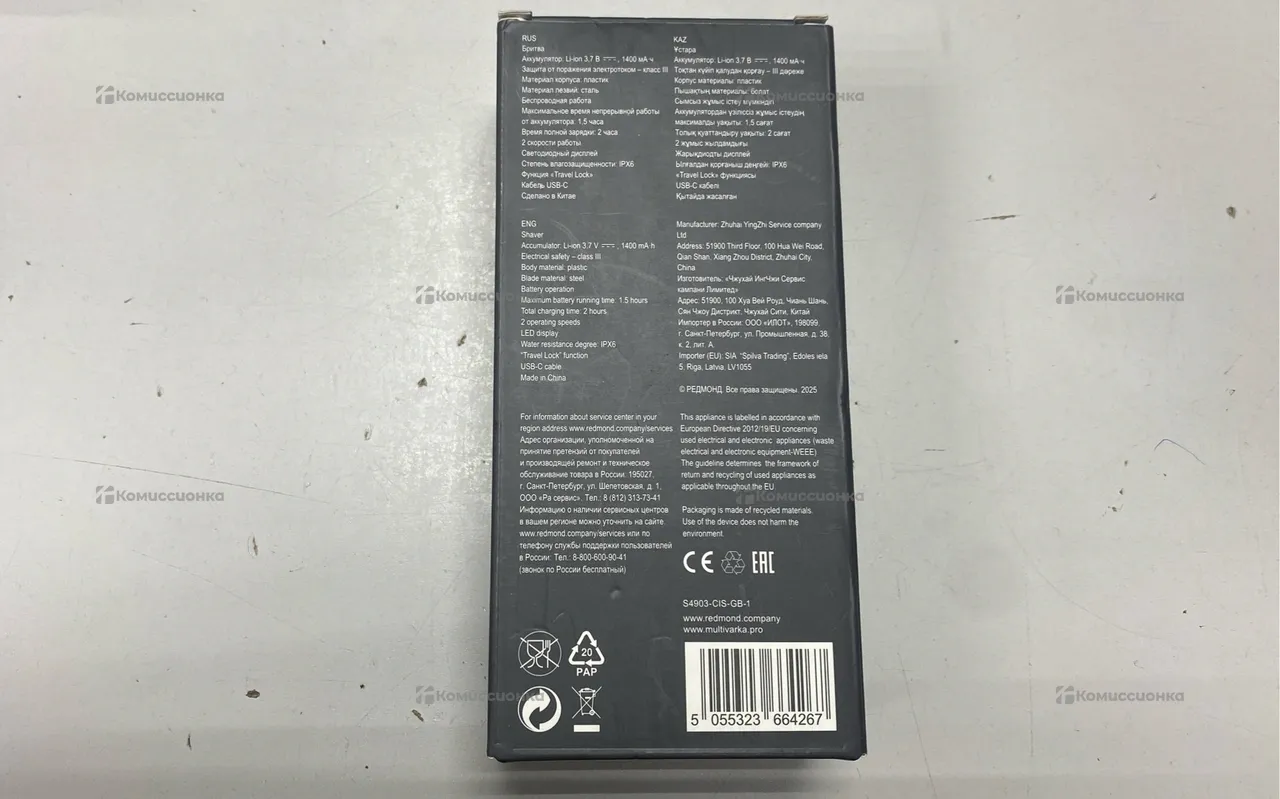 RUS
Бритва
Аккумулятор: Li-ion 3,7 В ⎓, 1400 мА·ч
Защита от поражения электротоком – класс III
Материал корпуса: пластик
Материал лезвий: сталь
Беспроводная работа
Максимальное время непрерывной работы
от аккумулятора: 1.5 часа
Время полной зарядки: 2 часа
2 скорости работы
Светодиодный дисплей
Степень влагозащищенности: IPX6
Функция «Travel Lock»
Кабель USB-C
Сделано в Китае
KAZ
Ұстара
Аккумулятор: Li-ion 3,7 В ⎓, 1400 мА·ч
Тоқтан күйіп қалудан қорғау – III дәреже
Корпус материалы: пластик
Пышақтың материалы: болат
Сымсыз жұмыс істеу мүмкіндігі
Аккумулятордан үзіліссіз жұмыс істеудің
максималды уақыты: 1,5 сағат
Толық қуаттандыру уақыты: 2 сағат
2 жұмыс жылдамдығы
Жарықдиодты дисплей
Ылғалдан қорғаныш деңгейі: IPX6
«Travel Lock» функциясы
USB-C кабелі
Қытайда жасалған
ENG
Shaver
Accumulator: Li-ion 3.7 V ⎓, 1400 mA·h
Electrical safety – class III
Body material: plastic
Blade material: steel
Battery operation
Maximum battery running time: 1.5 hours
Total charging time: 2 hours
2 operating speeds
LED display
Water resistance degree: IPX6
"Travel Lock" function
USB-C cable
Made in China
Manufacturer: Zhuhai YingZhi Service company
Ltd
Address: 51900 Third Floor, 100 Hua Wei Road,
Qian Shan, Xiang Zhou District, Zhuhai City,
China
Изготовитель: «Чжухай ИнгЧжи Сервис
кампани Лимитед»
Адрес: 51900, 100 Хуа Вей Роуд, Чиань Шань,
Сян Чжоу Дистрикт, Чжухай Сити, Китай
Импортер в России: ООО «ИЛОТ», 198099,
г. Санкт-Петербург, ул. Промышленная, д. 38,
к. 2, лит. А.
Importer (EU): SIA "Spilva Trading", Edoles iela
5, Riga, Latvia, LV1055
© РЕДМОНД. Все права защищены. 2025
For information about service center in your
region address www.redmond.company/services
Адрес организации, уполномоченной на
принятие претензий от покупателей
и производящей ремонт и техническое
обслуживание товара в России: 195027,
г. Санкт-Петербург, ул. Шепетовская, д. 1,
ООО «Ра сервис». Тел.: 8 (812) 313-73-41
Информацию о наличии сервисных центров
в вашем регионе можно уточнить на сайте
www.redmond.company/services или по
телефону службы поддержки пользователей
в России: Тел.: 8-800-600-90-41
(звонок по России бесплатный)
This appliance is labelled in accordance with
European Directive 2012/19/EU concerning
used electrical and electronic appliances (waste
electrical and electronic equipment-WEEE)
The guideline determines the framework of
return and recycling of used appliances as
applicable throughout the EU.
Packaging is made of recycled materials.
Use of the device does not harm the
environment.
CE EAC
S4903-CIS-GB-1
www.redmond.company
www.multivarka.pro
20
PAP
5 055323 664267
Комиссионка
Комиссионка
Комиссионка
Комиссионка
Комиссионка
Комиссионка
Комиссионка
Комиссионка